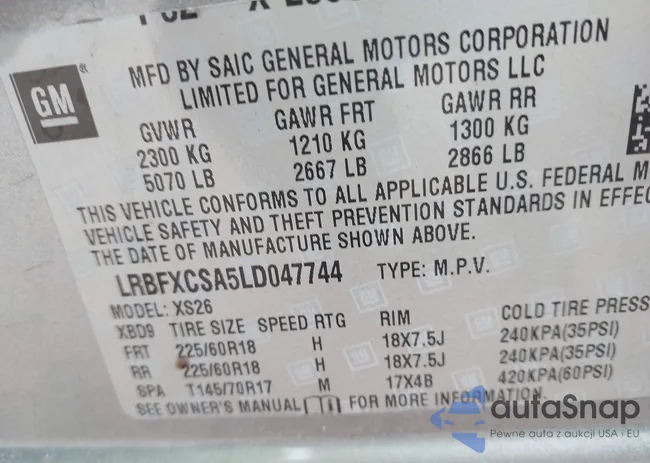 GM ®
MFD BY SAIC GENERAL MOTORS CORPORATION
LIMITED FOR GENERAL MOTORS LLC
GVWR GAWR FRT GAWR RR
2300 KG 1210 KG 1300 KG
5070 LB 2667 LB 2866 LB
THIS VEHICLE CONFORMS TO ALL APPLICABLE U.S. FEDERAL M
VEHICLE SAFETY AND THEFT PREVENTION STANDARDS IN EFFEC
THE DATE OF MANUFACTURE SHOWN ABOVE.
LRBFXCSA5LD047744 TYPE: M.P.V.
MODEL: XS26
XBD9 TIRE SIZE SPEED RTG RIM COLD TIRE PRESS
FRT 225/60R18 H 18X7.5J 240KPA(35PSI)
RR 225/60R18 H 18X7.5J 240KPA(35PSI)
SPA T145/70R17 M 17X4B 420KPA(60PSI)
SEE OWNER'S MANUAL FOR MORE INFORMATION.
autaSnap
Pewne auta z aukcji USA i EU